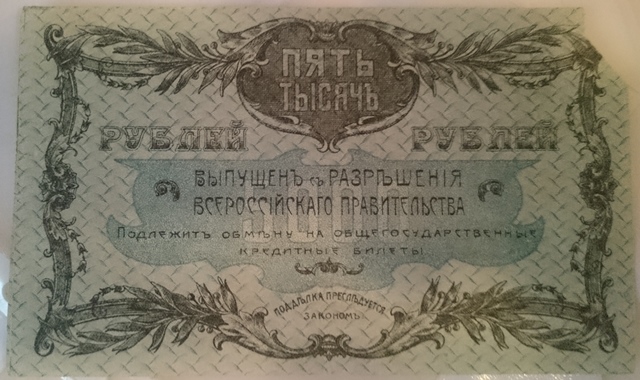 ПЯТЬ
ТЫСЯЧЪ
РУБЛЕЙ РУБЛЕЙ
ВЫПУЩЕНЪ съ РАЗРѢШЕНІЯ
ВСЕРОССІЙСКАГО ПРАВИТЕЛЬСТВА
ПОДЛЕЖИТЪ ОБМѢНУ НА ОБЩЕГОСУДАРСТВЕННЫЕ
КРЕДИТНЫЕ БИЛЕТЫ
ПОДДѢЛКА ПРЕСЛѢДУЕТСЯ
ЗАКОНОМЪ